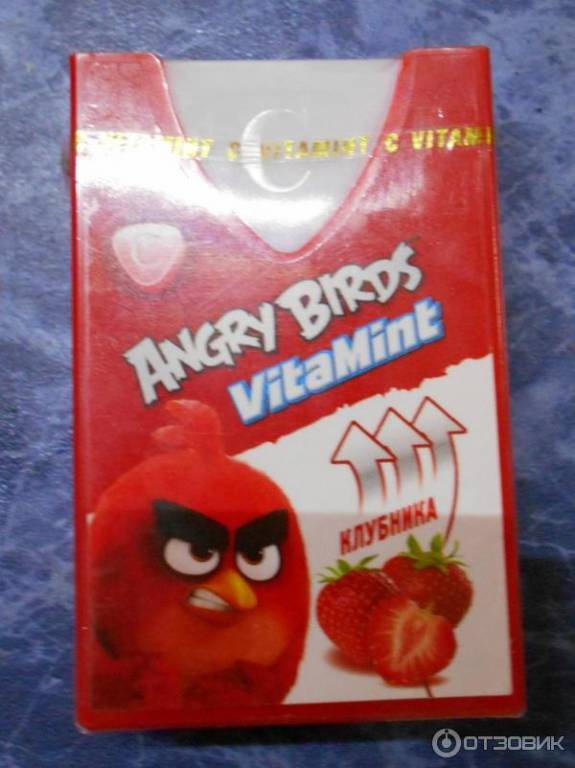 C VITAMINT C VITAMINT C VITAMI
C
C
ANGRY BIRDS
VitaMint
КЛУБНИКА
ОТЗОВИК